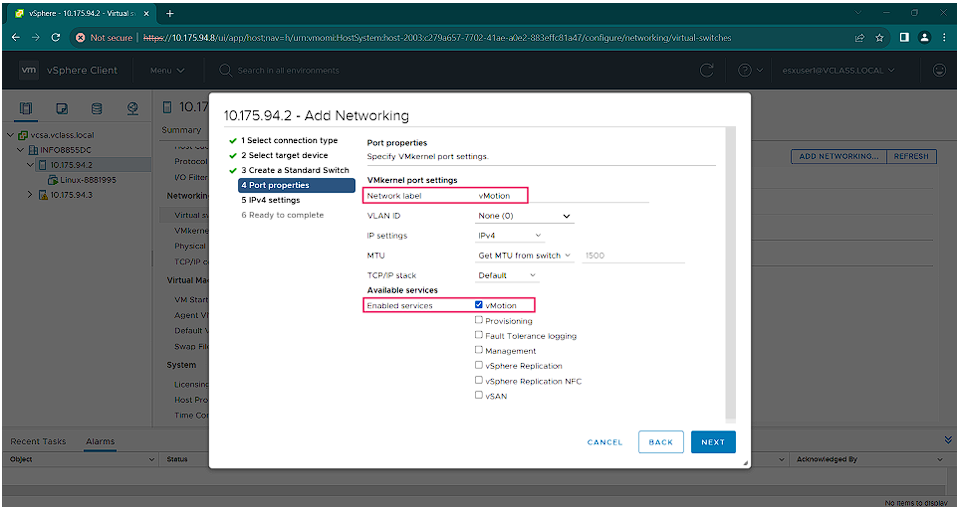 vSphere - 10.175.94.2 - Virtual s
Not secure | https://10.175.94.8/ui/app/host;nav=h/urn:vmomi:HostSystem:host-2003:c279a657-7702-41ae-a0e2-883effc81a47/configure/networking/virtual-switches
vm vSphere Client Menu Search in all environments esxuser1@VCLASS.LOCAL
10.17
vcsa.vclass.local
INFO8855DC
10.175.94.2
Linux-8881995
10.175.94.3
Summary
Protocol
I/O Filter
Networkin
Virtual sw
VMkerne
Physical
TCP/IP c
Virtual Mac
VM Start
Agent VI
Default V
Swap File
System
Licensing
Host Pro
Time Co
ADD NETWORKING... REFRESH
10.175.94.2 - Add Networking
1 Select connection type
2 Select target device
3 Create a Standard Switch
4 Port properties
5 IPv4 settings
6 Ready to complete
Port properties
Specify VMkernel port settings.
VMkernel port settings
Network label vMotion
VLAN ID None (0)
IP settings IPv4
MTU Get MTU from switch 1500
TCP/IP stack Default
Available services
Enabled services vMotion
Provisioning
Fault Tolerance logging
Management
vSphere Replication
vSphere Replication NFC
vSAN
CANCEL BACK NEXT
Recent Tasks Alarms
Object Status Acknowledged By
No items to display